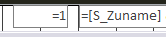 =1 =[S_Zuname]